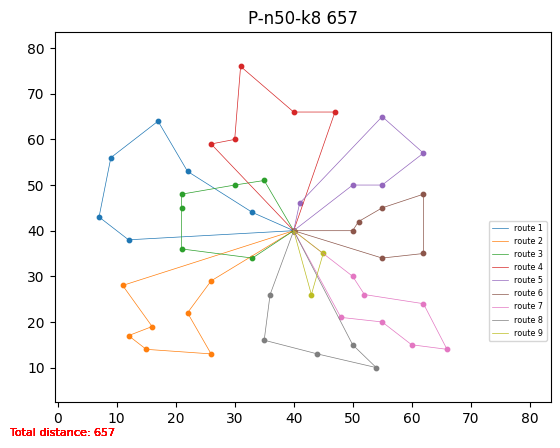 P-n50-k8 657
80
70
60
50
40
30
20
10
0 10 20 30 40 50 60 70 80
route 1
route 2
route 3
route 4
route 5
route 6
route 7
route 8
route 9
Total distance: 657